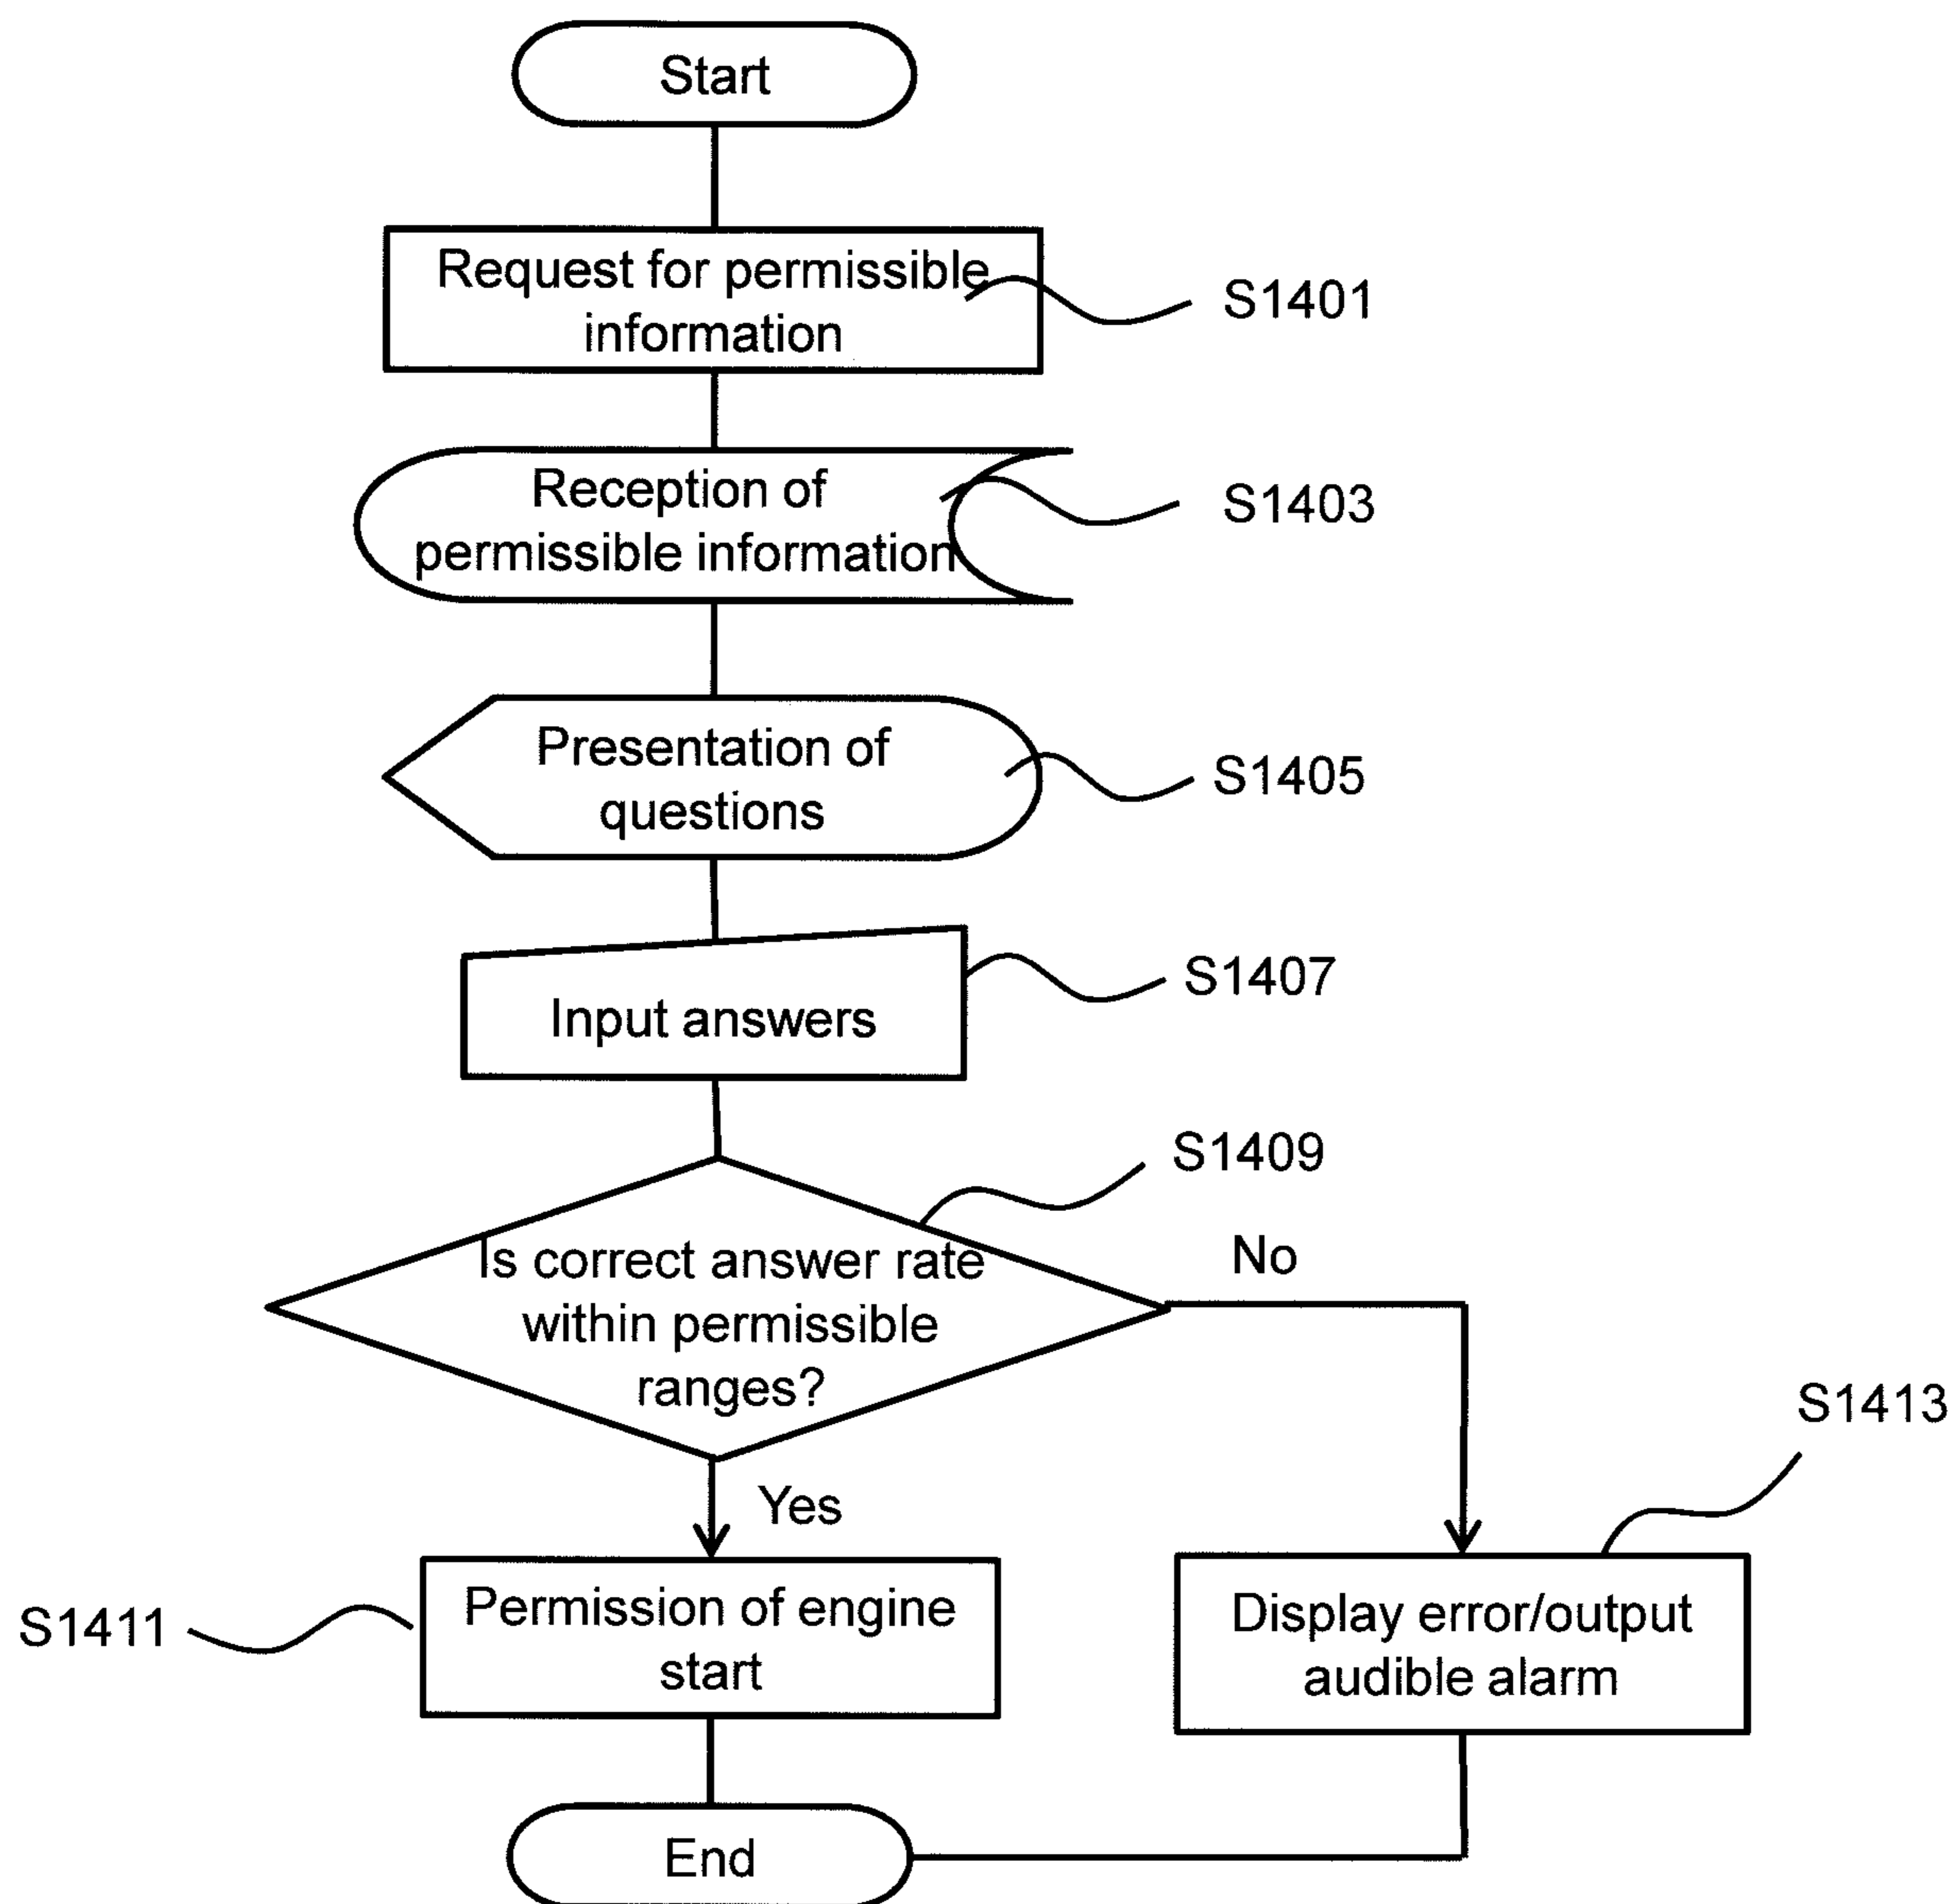 Start
Request for permissible
information
S1401
Reception of
permissible information
S1403
Presentation of
questions
S1405
Input answers
S1407
S1409
Is correct answer rate
within permissible
ranges?
No
Yes
S1413
S1411
Permission of engine
start
Display error/output
audible alarm
End